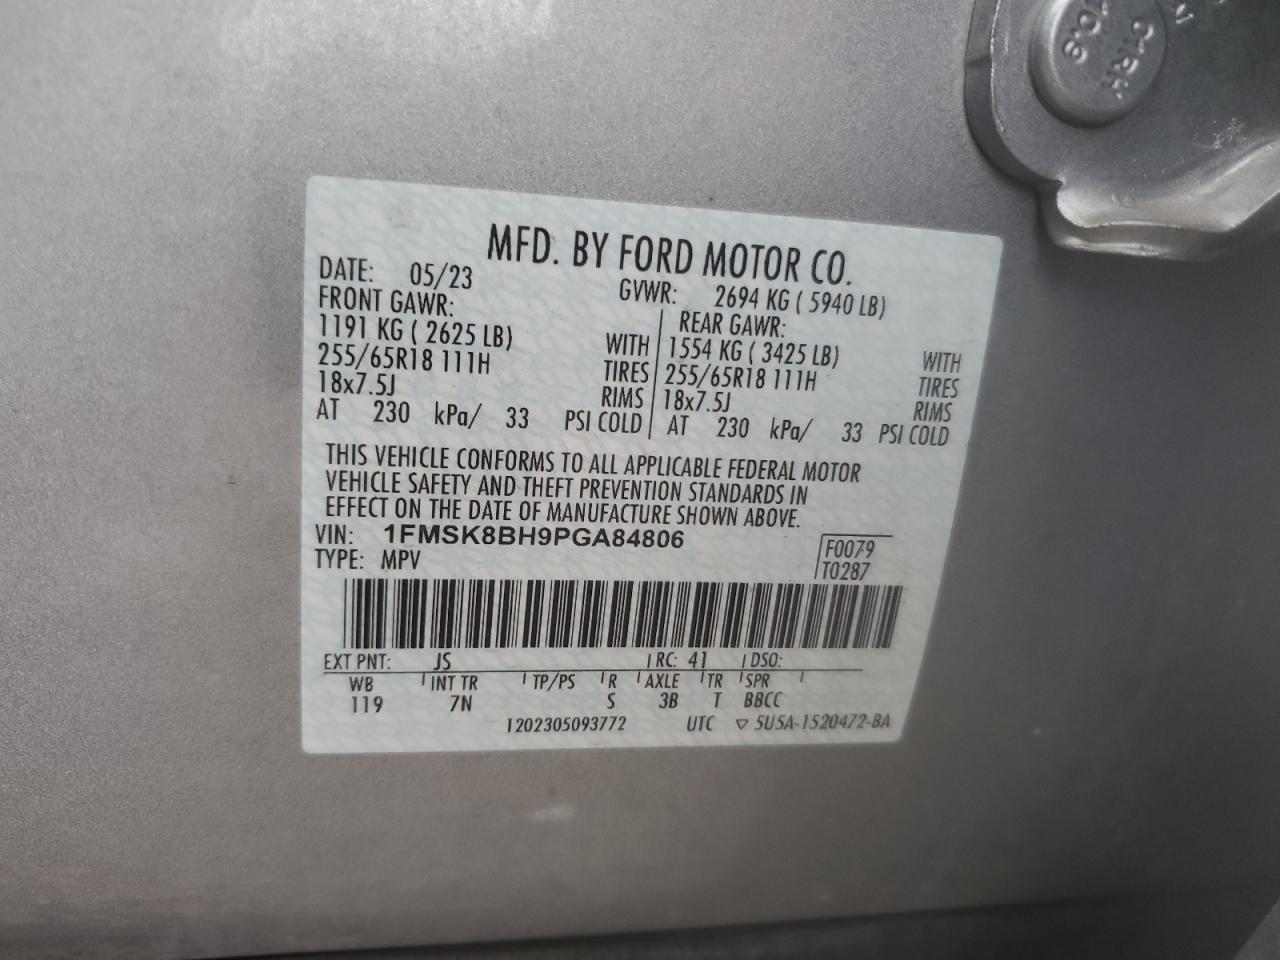 MFD. BY FORD MOTOR CO.
DATE: 05/23 GVWR: 2694 KG ( 5940 LB)
FRONT GAWR: REAR GAWR:
1191 KG ( 2625 LB) WITH 1554 KG ( 3425 LB) WITH
255/65R18 111H TIRES 255/65R18 111H TIRES
18x7.5J RIMS 18x7.5J RIMS
AT 230 kPa/ 33 PSI COLD AT 230 kPa/ 33 PSI COLD
THIS VEHICLE CONFORMS TO ALL APPLICABLE FEDERAL MOTOR
VEHICLE SAFETY AND THEFT PREVENTION STANDARDS IN
EFFECT ON THE DATE OF MANUFACTURE SHOWN ABOVE.
VIN: 1FMSK8BH9PGA84806 F0079
TYPE: MPV T0287
EXT PNT: JS RC: 41 DSO:
WB INT TR TP/PS R AXLE TR SPR
119 7N S 3B T BBCC
1202305093772 UTC ▽ 5U5A-1520472-BA
10.8
01RH